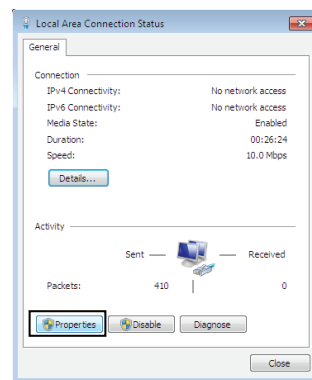 Local Area Connection Status
General
Connection
IPv4 Connectivity: No network access
IPv6 Connectivity: No network access
Media State: Enabled
Duration: 00:26:24
Speed: 10.0 Mbps
Details...
Activity
Sent — — Received
Packets: 410 | 0
Properties Disable Diagnose
Close